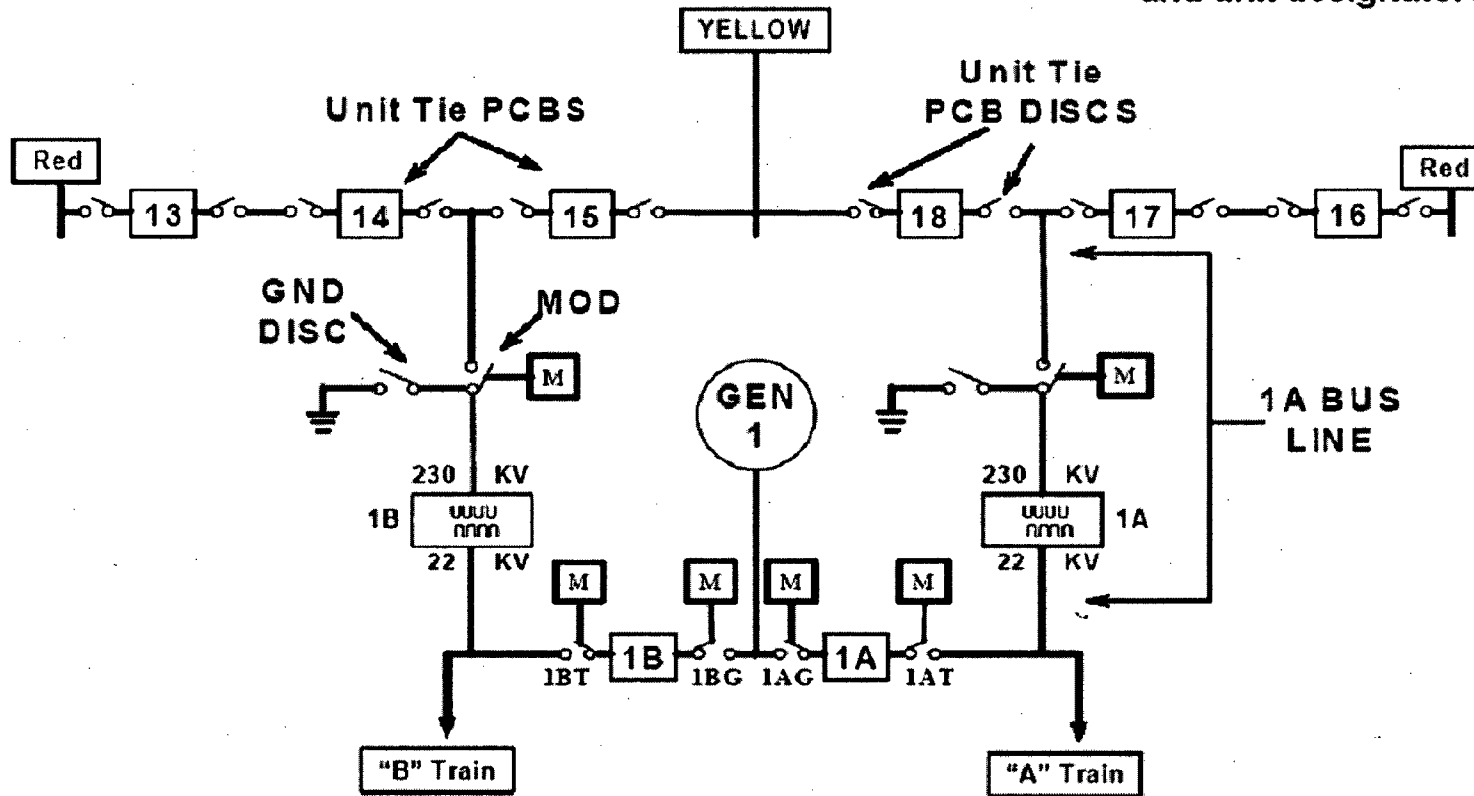 YELLOW
Unit Tie PCBS
Unit Tie
PCB DISCS
Red
13
14
15
18
17
16
Red
GND
DISC
MOD
M
GEN
1
M
1A BUS
LINE
230 KV
1B
22 KV
230 KV
1A
22 KV
M
M
M
M
1BT
1B
1BG
1AG
1A
1AT
"B" Train
"A" Train